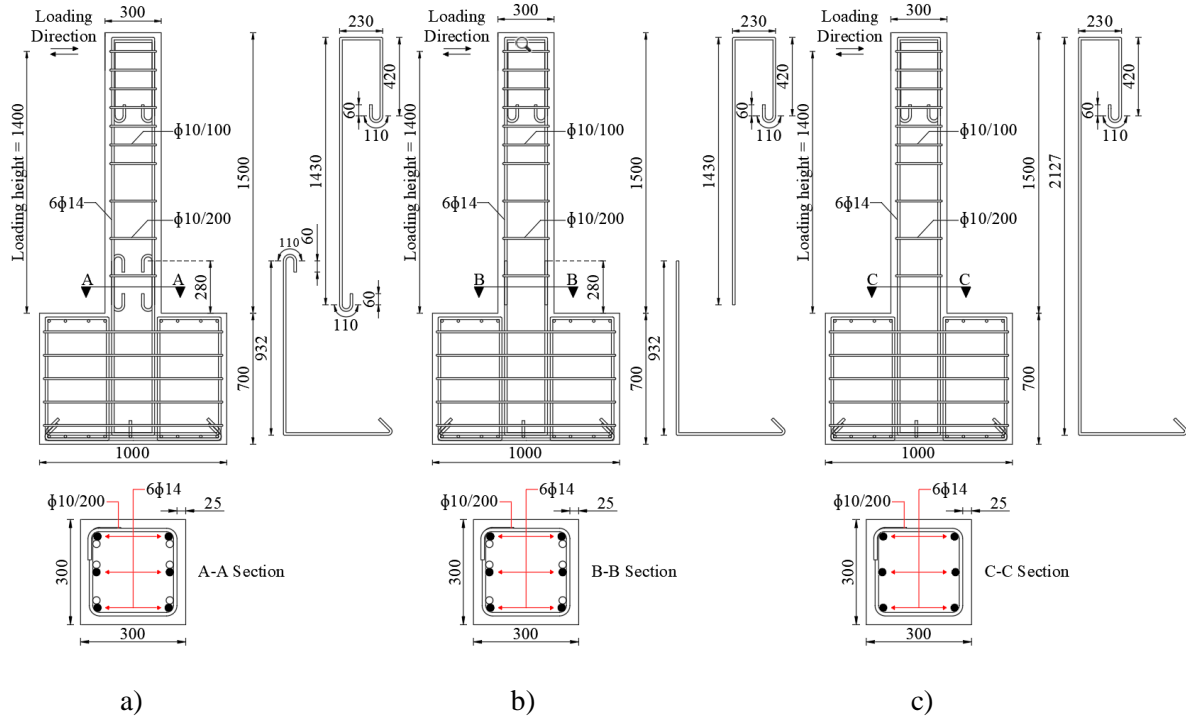 Loading
Direction
300
230
420
60
110
ϕ10/100
Loading height = 1400
1430
1500
6ϕ14
ϕ10/200
110
60
A A
280
60
110
932
700
1000
6ϕ14
ϕ10/200
25
300
A-A Section
300
a)
Loading
Direction
300
230
420
60
110
ϕ10/100
Loading height = 1400
1430
1500
6ϕ14
ϕ10/200
B B
280
932
700
1000
6ϕ14
ϕ10/200
25
300
B-B Section
300
b)
Loading
Direction
300
230
420
60
110
ϕ10/100
Loading height = 1400
2127
1500
6ϕ14
ϕ10/200
C C
700
1000
6ϕ14
ϕ10/200
25
300
C-C Section
300
c)